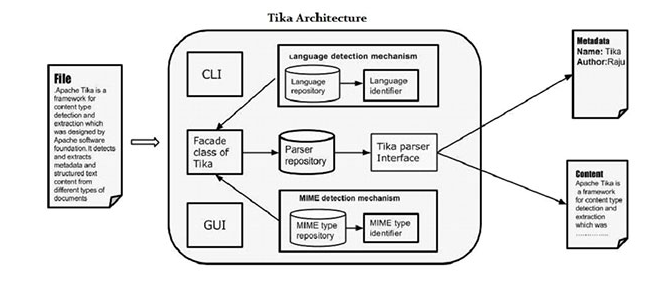 Tika Architecture
File
.Apache Tika is a
framework for
content type
detection and
extraction which
was designed by
Apache software
foundation. It detects
and extracts
metadata and
structured text
content from
different types of
documents
CLI
Language detection mechanism
Language
repository
Language
identifier
Facade
class of
Tika
Parser
repository
Tika parser
Interface
GUI
MIME detection mechanism
MIME type
repository
MIME type
identifier
Metadata
Name: Tika
Author:Raju
Content
Apache Tika is
a framework
for content type
detection and
extraction
which was
...............